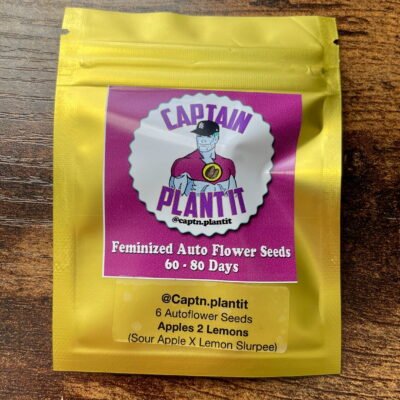 CAPTAIN
PLANTIT
@captn.plantit
Feminized Auto Flower Seeds
60 - 80 Days
@Captn.plantit
6 Autoflower Seeds
Apples 2 Lemons
(Sour Apple X Lemon Slurpee)